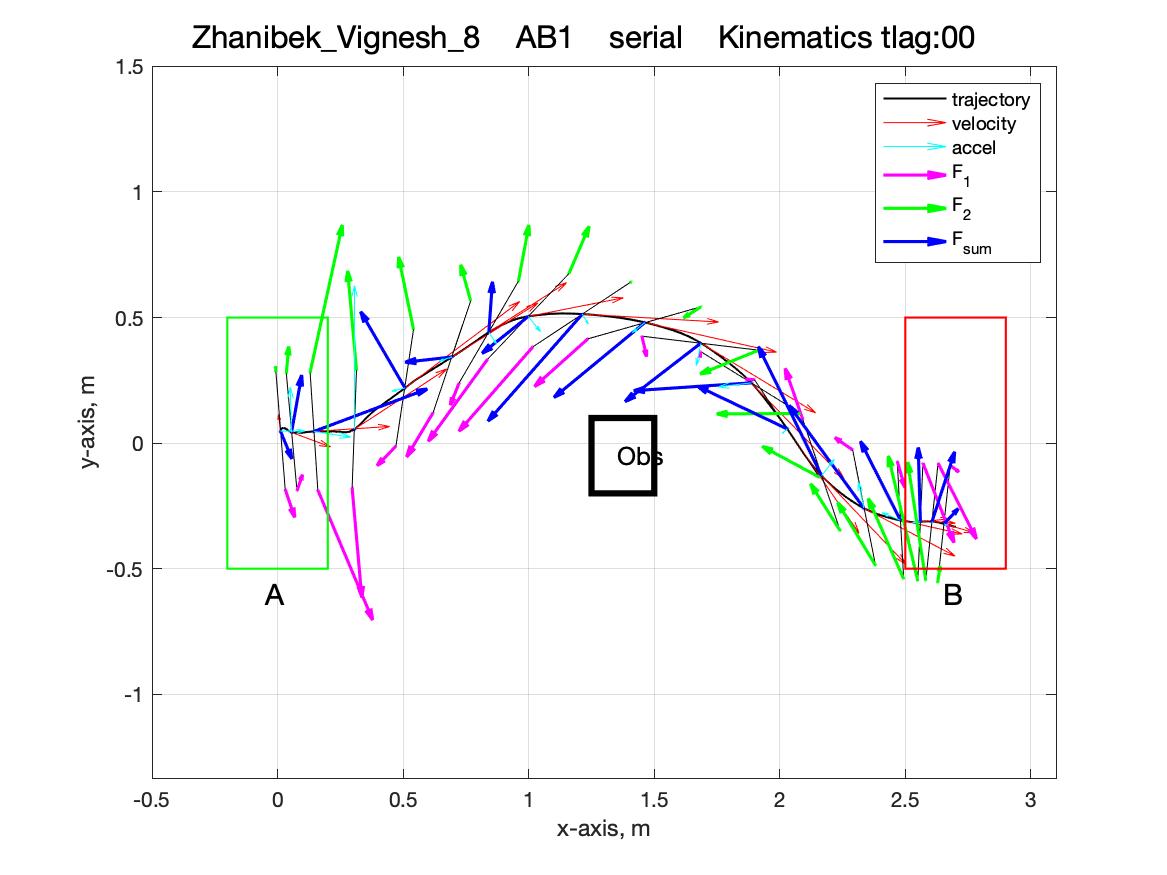 Zhanibek_Vignesh_8 AB1 serial Kinematics tlag:00
1.5
1
0.5
0
-0.5
-1
y-axis, m
trajectory
velocity
accel
F1
F2
Fsum
Obs
A
B
-0.5 0 0.5 1 1.5 2 2.5 3
x-axis, m